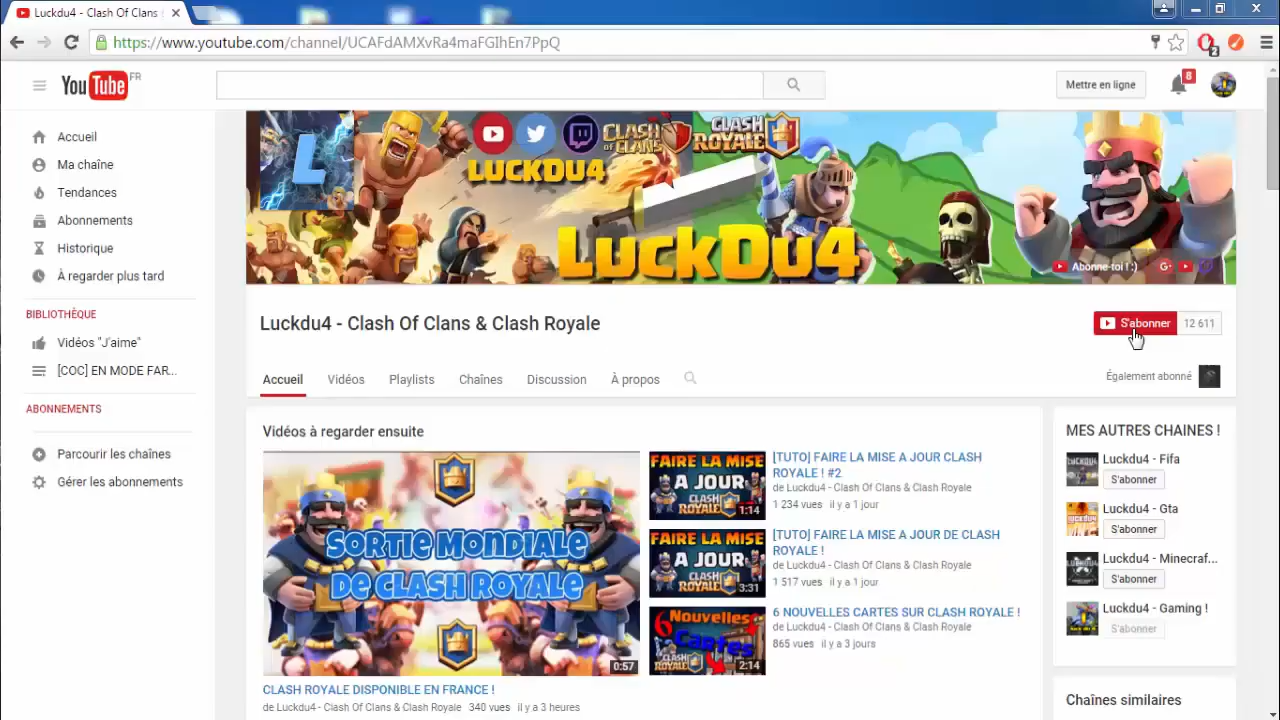 Luckdu4 - Clash Of Clans
https://www.youtube.com/channel/UCAFdAMXvRa4maFGIhEn7PpQ
2
YouTube FR
Mettre en ligne
8
Accueil
Ma chaîne
Tendances
Abonnements
Historique
À regarder plus tard
BIBLIOTHÈQUE
Vidéos "J'aime"
[COC] EN MODE FAR...
ABONNEMENTS
Parcourir les chaînes
Gérer les abonnements
L
CLASH OF CLANS
CLASH ROYALE
LUCKDU4
LuckDu4
Abonne-toi ! :)
Luckdu4 - Clash Of Clans & Clash Royale
S'abonner 12 611
Accueil Vidéos Playlists Chaînes Discussion À propos
Également abonné
Vidéos à regarder ensuite
SORTIE MONDIALE
DE CLASH ROYALE
0:57
CLASH ROYALE DISPONIBLE EN FRANCE !
de Luckdu4 - Clash Of Clans & Clash Royale 340 vues il y a 3 heures
FAIRE LA MISE
A JOUR
CLASH ROYALE
1:14
[TUTO] FAIRE LA MISE A JOUR CLASH
ROYALE ! #2
de Luckdu4 - Clash Of Clans & Clash Royale
1 234 vues il y a 1 jour
FAIRE LA MISE
A JOUR
CLASH ROYALE
3:31
[TUTO] FAIRE LA MISE A JOUR DE CLASH
ROYALE !
de Luckdu4 - Clash Of Clans & Clash Royale
1 517 vues il y a 1 jour
6 Nouvelles
Cartes
CLASH ROYALE
2:14
6 NOUVELLES CARTES SUR CLASH ROYALE !
de Luckdu4 - Clash Of Clans & Clash Royale
865 vues il y a 3 jours
MES AUTRES CHAINES !
Luckdu4 - Fifa
S'abonner
Luckdu4 - Gta
S'abonner
Luckdu4 - Minecraf...
S'abonner
Luckdu4 - Gaming !
S'abonner
Chaînes similaires